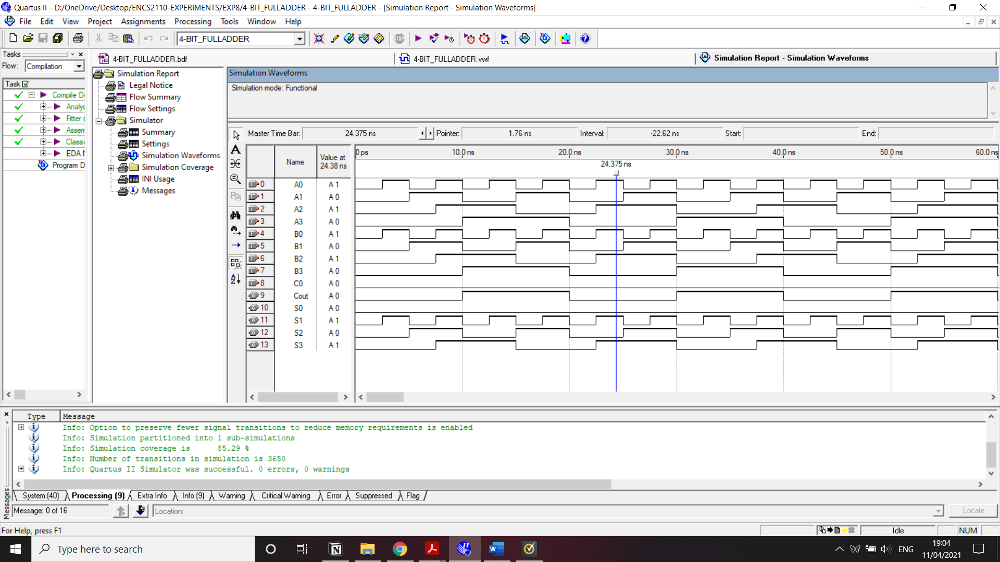 Quartus II - D:/OneDrive/Desktop/ENCS2110-EXPERIMENTS/EXP8/4-BIT_FULLADDER - 4-BIT_FULLADDER - [Simulation Report - Simulation Waveforms]
File Edit View Project Assignments Processing Tools Window Help
4-BIT_FULLADDER
STOP
Tasks
Flow: Compilation
4-BIT_FULLADDER.bdf
4-BIT_FULLADDER.vwf
Simulation Report - Simulation Waveforms
Task
Compile De
Analys
Fitter (
Assem
Classi
EDA N
Program D
Simulation Report
Legal Notice
Flow Summary
Flow Settings
Simulator
Summary
Settings
Simulation Waveforms
Simulation Coverage
INI Usage
Messages
Simulation Waveforms
Simulation mode: Functional
Master Time Bar: 24.375 ns Pointer: 1.76 ns Interval: -22.62 ns Start: End:
Name Value at 24.38 ns
0 ps 10.0 ns 20.0 ns 30.0 ns 40.0 ns 50.0 ns 60.0 ns
24.375 ns
0 A0 A 1
1 A1 A 0
2 A2 A 1
3 A3 A 0
4 B0 A 1
5 B1 A 0
6 B2 A 1
7 B3 A 0
8 C0 A 0
9 Cout A 0
10 S0 A 0
11 S1 A 1
12 S2 A 0
13 S3 A 1
Type Message
Info: Option to preserve fewer signal transitions to reduce memory requirements is enabled
Info: Simulation partitioned into 1 sub-simulations
Info: Simulation coverage is 85.29 %
Info: Number of transitions in simulation is 3650
Info: Quartus II Simulator was successful. 0 errors, 0 warnings
System (40) Processing (9) Extra Info Info (9) Warning Critical Warning Error Suppressed Flag
Messages
Message: 0 of 16 Location: Locate
For Help, press F1 Idle NUM
Type here to search
ENG
19:04
11/04/2021